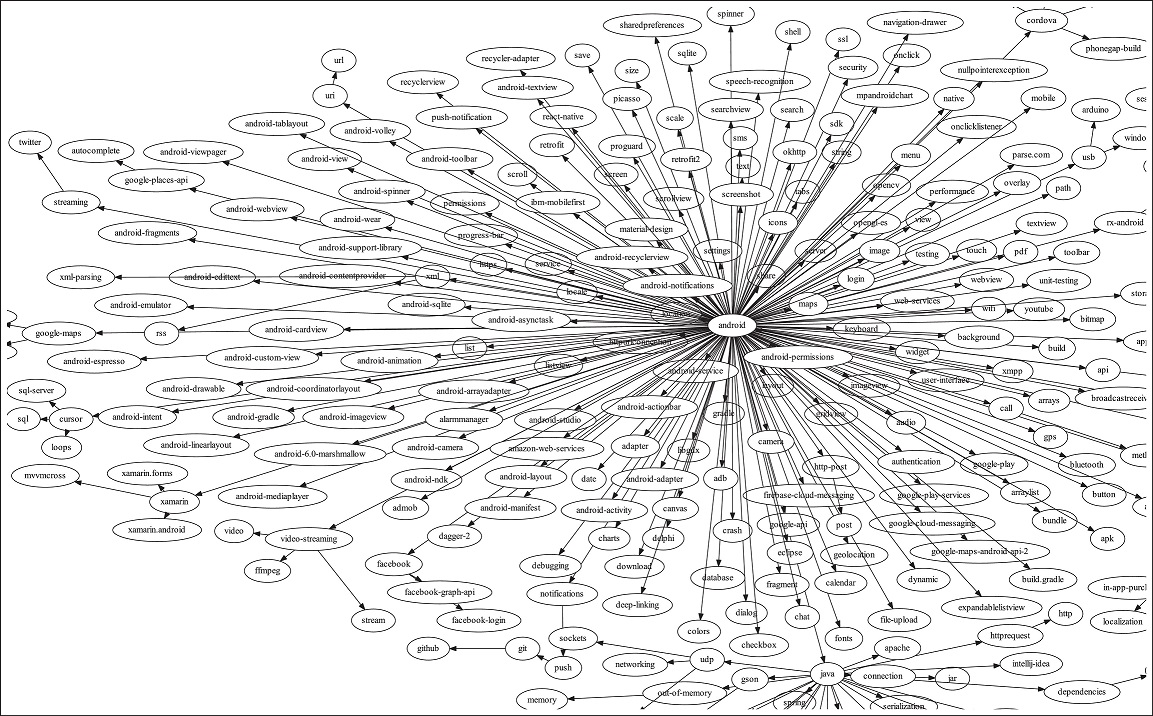 spinner
sharedpreferences
navigation-drawer
cordova
shell
ssl
phonegap-build
url
recycler-adapter
save
sqlite
onclick
size
security
nullpointerexception
recyclerview
android-textview
speech-recognition
uri
picasso
mpandroidchart
native
mobile
push-notification
react-native
scale
searchview
search
arduino
android-tablayout
android-volley
sdk
onclicklistener
sms
windo
twitter
autocomplete
android-viewpager
android-view
android-toolbar
retrofit
proguard
retrofit2
text
okhttp
string
menu
parse.com
usb
google-places-api
scroll
screen
android-spinner
permissions
ibm-mobilefirst
scrollview
screenshot
tabs
opencv
performance
overlay
path
streaming
android-webview
android-wear
material-design
icons
opengl-es
view
textview
rx-android
android-fragments
progress-bar
android-support-library
android-recyclerview
settings
server
image
testing
touch
pdf
toolbar
xml-parsing
android-edittext
android-contentprovider
xml
https
service
share
login
webview
unit-testing
android-notifications
locale
android-emulator
android-sqlite
maps
web-services
wifi
youtube
google-maps
rss
android-cardview
android-asynctask
android
keyboard
bitmap
background
android-espresso
android-custom-view
android-animation
list
listview
android-permissions
widget
build
android-service
xmpp
api
sql-server
android-drawable
android-coordinatorlayout
android-arrayadapter
layout
imageview
user-interface
arrays
broadcastreceiv
sql
cursor
android-intent
android-gradle
android-imageview
alarmmanager
android-studio
android-actionbar
gradle
gridview
audio
call
gps
loops
android-linearlayout
android-6.0-marshmallow
android-camera
amazon-web-services
adapter
camera
mvvmcross
xamarin.forms
android-ndk
android-layout
date
android-adapter
adb
http-post
authentication
google-play
bluetooth
xamarin
android-mediaplayer
admob
android-manifest
android-activity
canvas
firebase-cloud-messaging
google-play-services
arraylist
button
xamarin.android
video
video-streaming
dagger-2
charts
delphi
crash
google-api
post
google-cloud-messaging
bundle
apk
ffmpeg
facebook
debugging
download
database
eclipse
geolocation
google-maps-android-api-2
facebook-graph-api
notifications
deep-linking
fragment
calendar
dynamic
build.gradle
in-app-purch
stream
facebook-login
colors
dialog
chat
file-upload
expandablelistview
http
localization
github
git
sockets
checkbox
fonts
httprequest
push
networking
udp
apache
intellij-idea
memory
out-of-memory
gson
java
connection
jar
dependencies
spring
serialization